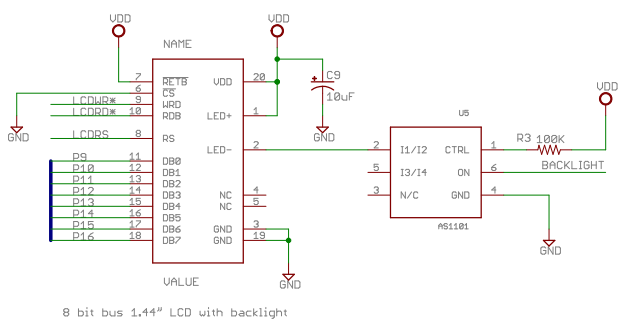 VDD
VDD
NAME
VDD
7 RETB VDD 20
6 CS
C9
10uF
LCDWR* 9 WRD
LCDRD* 10 RDB LED+ 1
GND
GND
U5
LCDRS 8 RS LED- 2
2 I1/I2 CTRL 1 R3 100K
P9 11 DB0
P10 12 DB1
5 I3/I4 ON 6 BACKLIGHT
P11 13 DB2
P12 14 DB3 NC 4
3 N/C GND 4
P13 15 DB4 NC 5
P14 16 DB5
P15 17 DB6 GND 3
AS1101
P16 18 DB7 GND 19
GND
VALUE
GND
8 bit bus 1.44" LCD with backlight